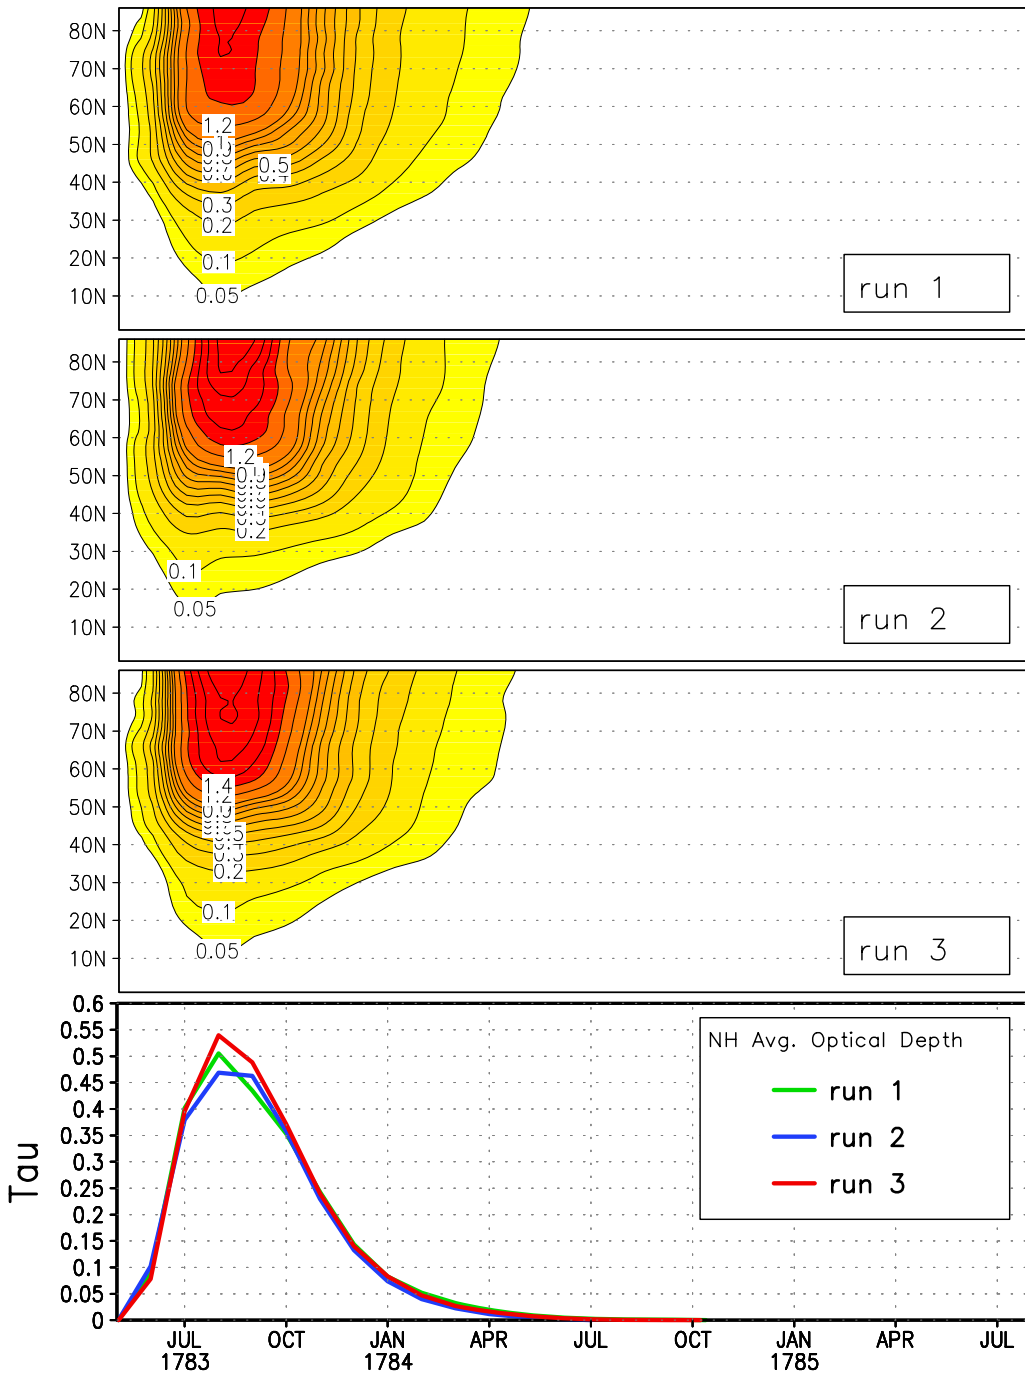 80N
70N
60N
50N
40N
30N
20N
10N
1.2
0.5
0.3
0.2
0.1
0.05
run 1
80N
70N
60N
50N
40N
30N
20N
10N
1.2
0.2
0.1
0.05
run 2
80N
70N
60N
50N
40N
30N
20N
10N
1.4
0.2
0.1
0.05
run 3
0.6
0.55
0.5
0.45
0.4
0.35
0.3
0.25
0.2
0.15
0.1
0.05
0
Tau
NH Avg. Optical Depth
run 1
run 2
run 3
JUL OCT JAN APR JUL OCT JAN APR JUL
1783 1784 1785